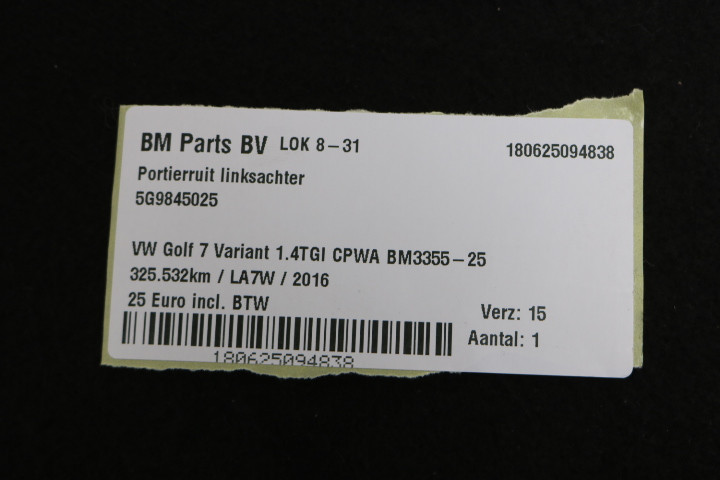 BM Parts BV LOK 8-31 180625094838
Portierruit linksachter
5G9845025
VW Golf 7 Variant 1.4TGI CPWA BM3355-25
325.532km / LA7W / 2016
25 Euro incl. BTW
Verz: 15
Aantal: 1
180625094838